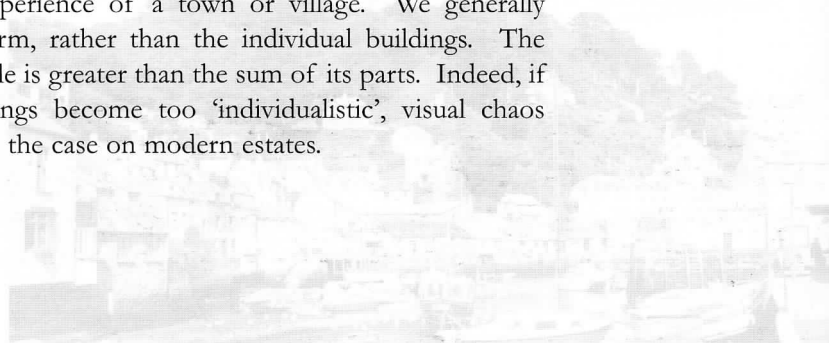 perience of a town or village. We generally
rm, rather than the individual buildings. The
le is greater than the sum of its parts. Indeed, if
ngs become too ‘individualistic’, visual chaos
the case on modern estates.